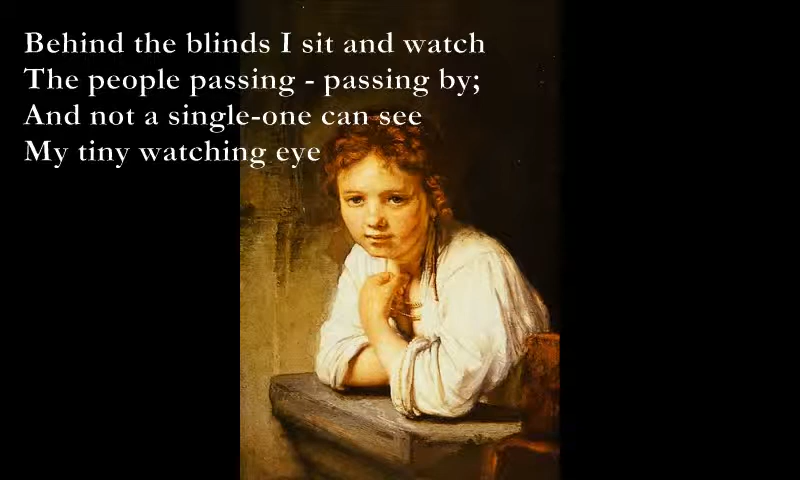 Behind the blinds I sit and watch
The people passing - passing by;
And not a single-one can see
My tiny watching eye